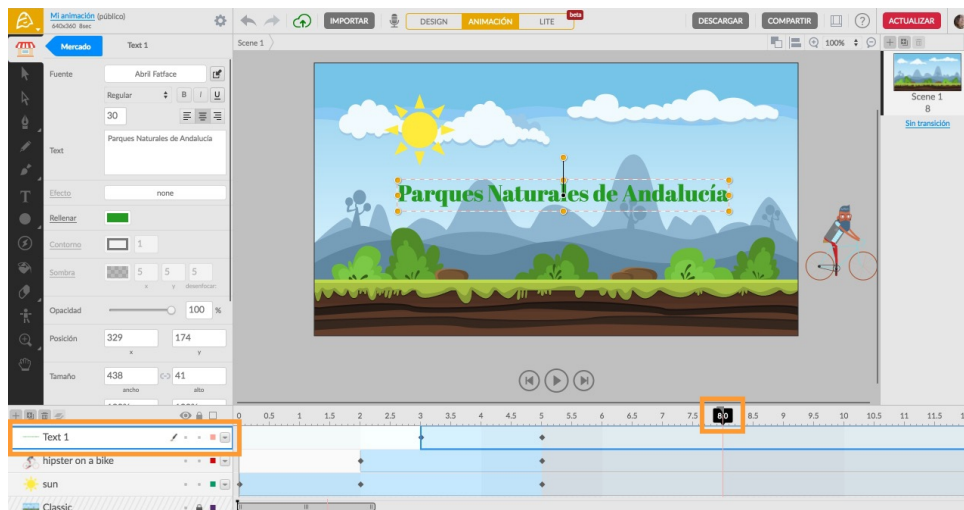 Mi animación (público)
640x360 8sec
IMPORTAR
DESIGN ANIMACIÓN LITE beta
DESCARGAR COMPARTIR ? ACTUALIZAR
Mercado Text 1
Scene 1
100%
Fuente Abril Fatface
Regular B I U
30
Text Parques Naturales de Andalucía
Efecto none
Rellenar
Contorno 1
Sombra 5 5 5
x y desenfocar:
Opacidad 100 %
Posición 329 174
x y
Tamaño 438 41
ancho alto
Parques Naturales de Andalucía
Scene 1
8
Sin transición
0 0.5 1 1.5 2 2.5 3 3.5 4 4.5 5 5.5 6 6.5 7 7.5 8.0 8.5 9 9.5 10 10.5 11 11.5
Text 1
hipster on a bike
sun
Classic